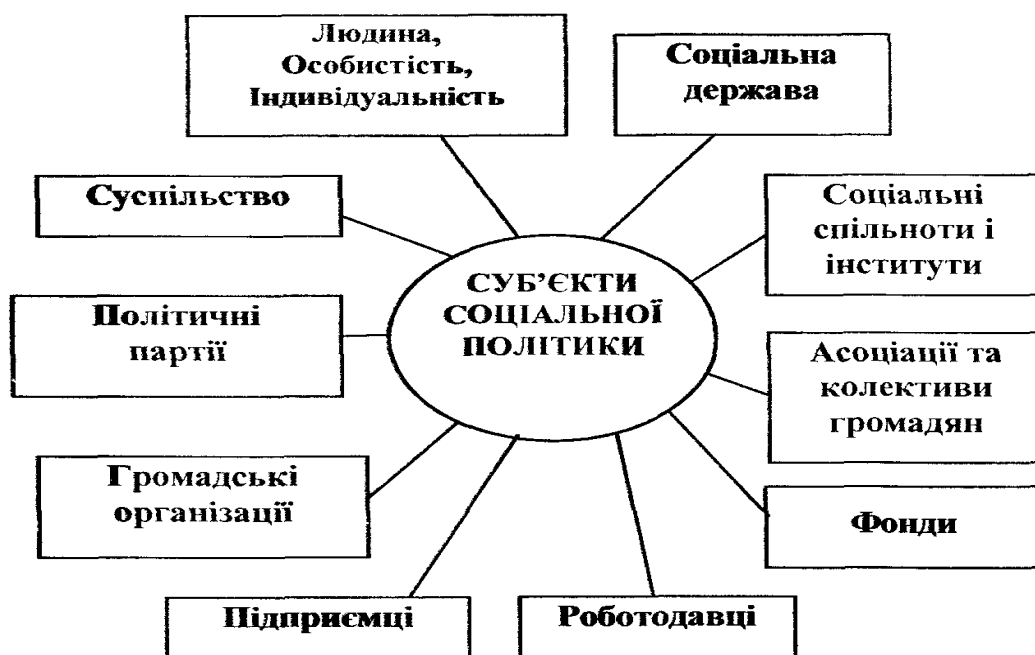 Людина,
Особистість,
Індивідуальність
Соціальна
держава
Суспільство
Соціальні
спільноти і
інститути
СУБ’ЄКТИ
СОЦІАЛЬНОЇ
ПОЛІТИКИ
Політичні
партії
Асоціації та
колективи
громадян
Громадські
організації
Фонди
Підприємці
Роботодавці